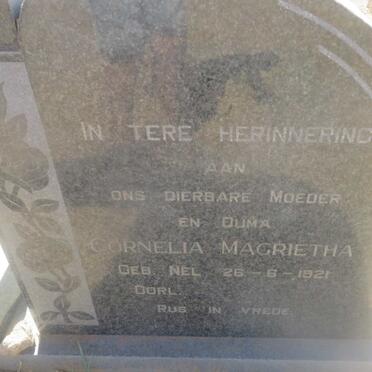 IN TERE HERINNERING
AAN
ONS DIERBARE MOEDER
EN OUMA
CORNELIA MAGRIETHA
GEB. NEL 26-6-1921
OORL.
RUS IN VREDE